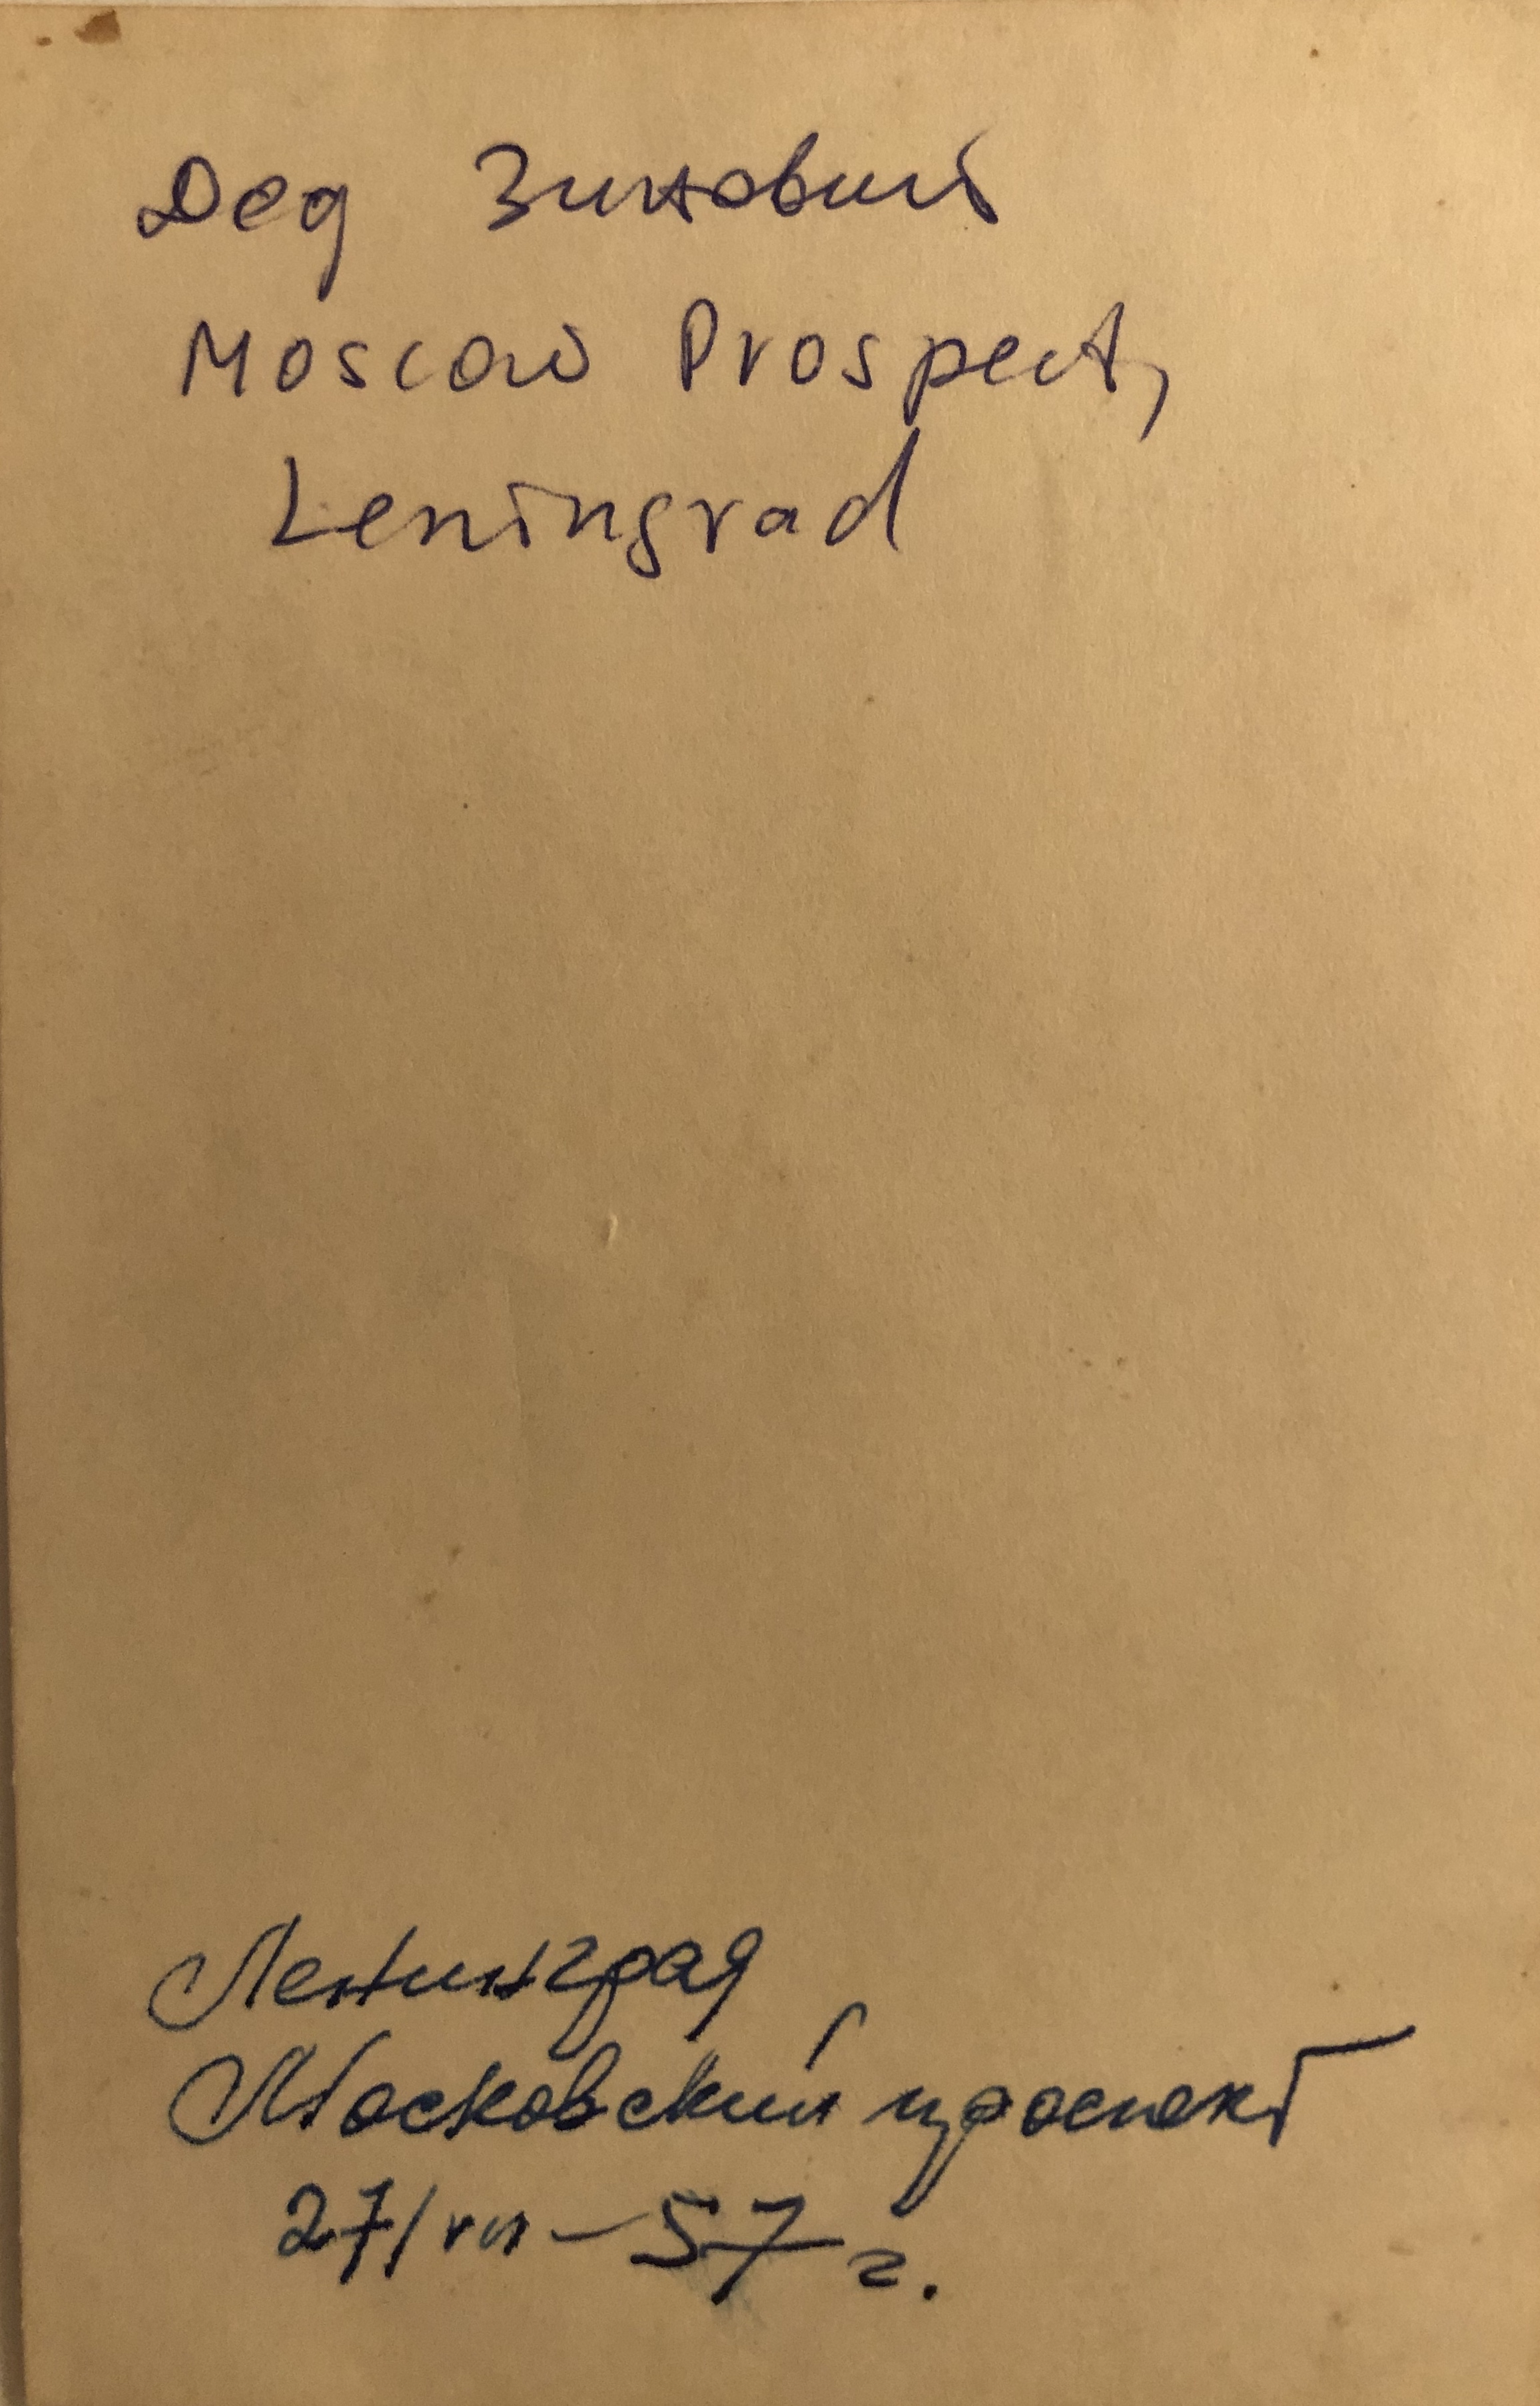 Дед Зиновий
Moscow Prospect,
Leningrad
Ленинград
Московский проспект
27/VII–57 г.